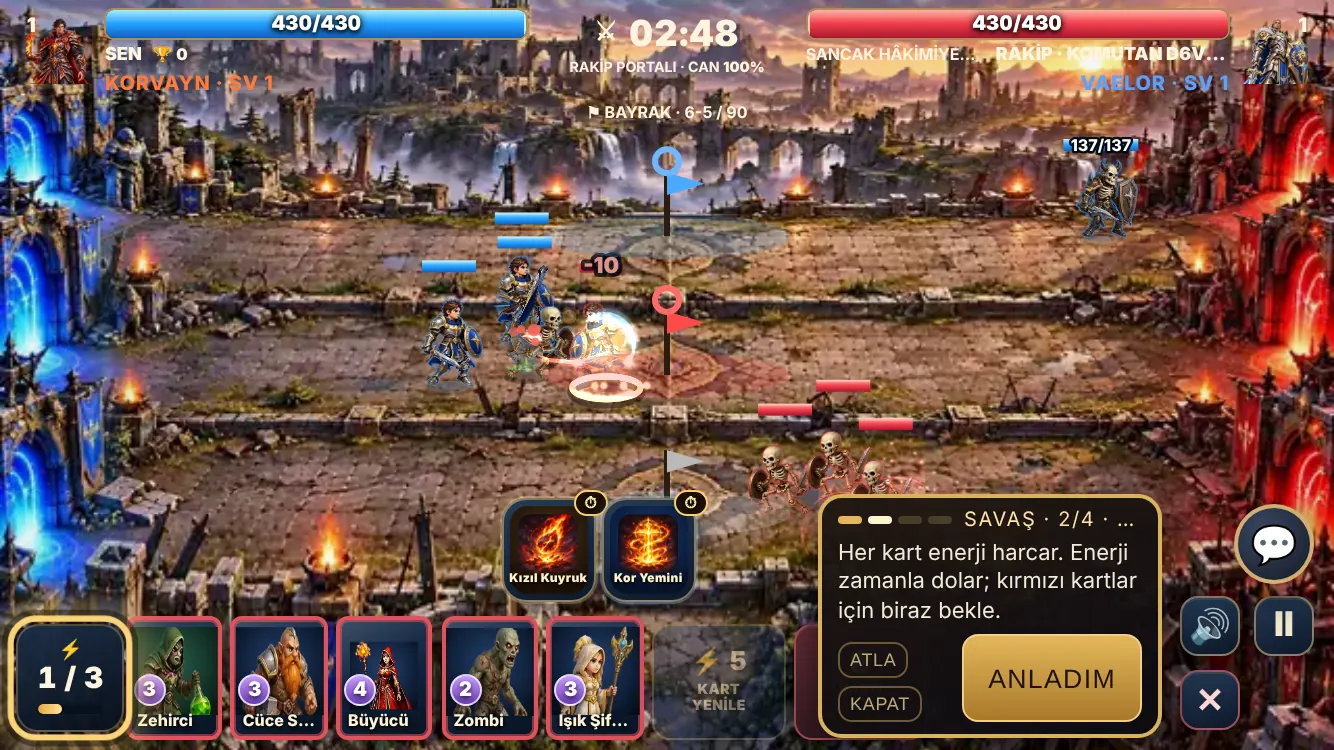 1
430/430
SEN 🏆 0
KORVAYN · SV 1
⚔ 02:48
RAKİP PORTALI · CAN 100%
⚑ BAYRAK · 6-5 / 90
430/430
1
SANCAK HÂKİMİYE... RAKİP · KOMUTAN D6V...
VAELOR · SV 1
137/137
-10
Kızıl Kuyruk
Kor Yemini
SAVAŞ · 2/4 · ...
Her kart enerji harcar. Enerji
zamanla dolar; kırmızı kartlar
için biraz bekle.
ATLA
KAPAT
ANLADIM
⚡
1 / 3
3
Zehirci
3
Cüce S...
4
Büyücü
2
Zombi
3
Işık Şif...
⚡ 5
KART
YENİLE